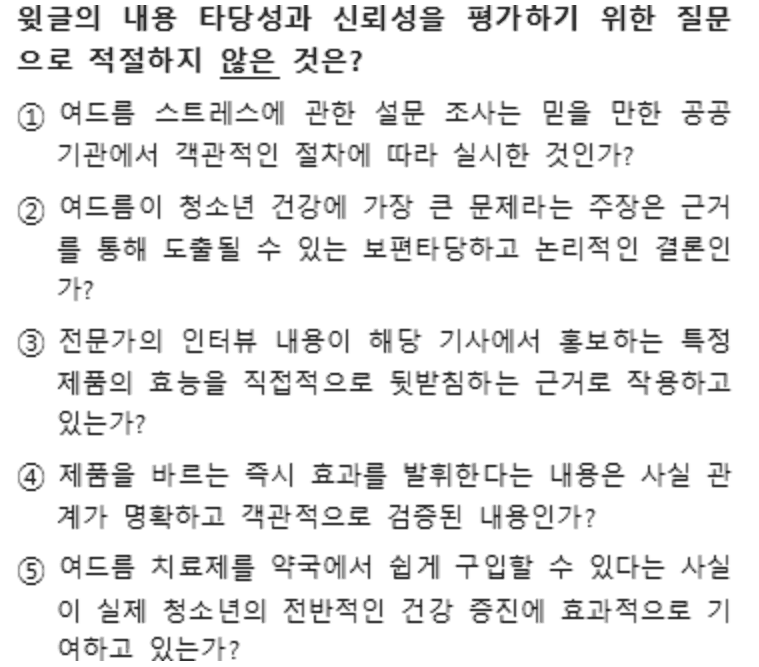 윗글의 내용 타당성과 신뢰성을 평가하기 위한 질문
으로 적절하지 않은 것은?
① 여드름 스트레스에 관한 설문 조사는 믿을 만한 공공
기관에서 객관적인 절차에 따라 실시한 것인가?
② 여드름이 청소년 건강에 가장 큰 문제라는 주장은 근거
를 통해 도출될 수 있는 보편타당하고 논리적인 결론인
가?
③ 전문가의 인터뷰 내용이 해당 기사에서 홍보하는 특정
제품의 효능을 직접적으로 뒷받침하는 근거로 작용하고
있는가?
④ 제품을 바르는 즉시 효과를 발휘한다는 내용은 사실 관
계가 명확하고 객관적으로 검증된 내용인가?
⑤ 여드름 치료제를 약국에서 쉽게 구입할 수 있다는 사실
이 실제 청소년의 전반적인 건강 증진에 효과적으로 기
여하고 있는가?